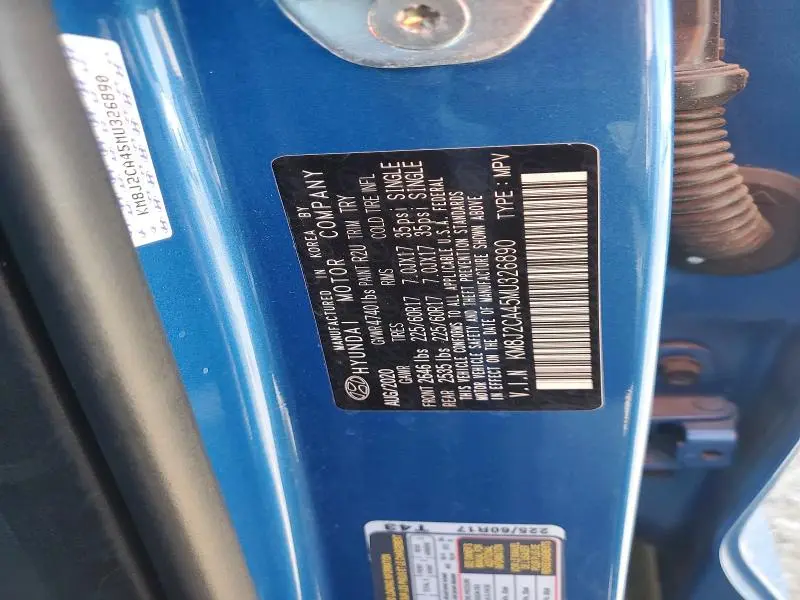 KM8J2CA45MU326890
MANUFACTURED IN KOREA BY
HYUNDAI MOTOR COMPANY
AUG/2020 GVWR 4740 lbs PAINT R2U TRIM TRY
GAWR TIRES RMS COLD TIRE INFL
FRONT 2646 lbs 225/60R17 7.00X17 35psi SINGLE
REAR 2535 lbs 225/60R17 7.00X17 35psi SINGLE
THIS VEHICLE CONFORMS TO ALL APPLICABLE U.S.A. FEDERAL
MOTOR VEHICLE SAFETY AND THEFT PREVENTION STANDARDS
IN EFFECT ON THE DATE OF MANUFACTURE SHOWN ABOVE
V.I.N KM8J2CA45MU326890 TYPE : MPV
225/60R17
T43